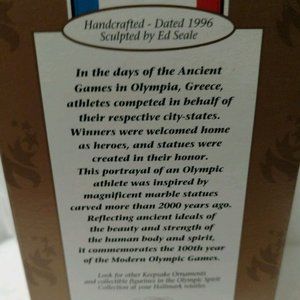 Handcrafted - Dated 1996
Sculpted by Ed Seale
In the days of the Ancient
Games in Olympia, Greece,
athletes competed in behalf of
their respective city-states.
Winners were welcomed home
as heroes, and statues were
created in their honor.
This portrayal of an Olympic
athlete was inspired by
magnificent marble statues
carved more than 2000 years ago.
Reflecting ancient ideals of
the beauty and strength of
the human body and spirit,
it commemorates the 100th year
of the Modern Olympic Games.
Look for other Keepsake Ornaments
and collectible figurines in the Olympic Spirit
Collection at your Hallmark retailer.